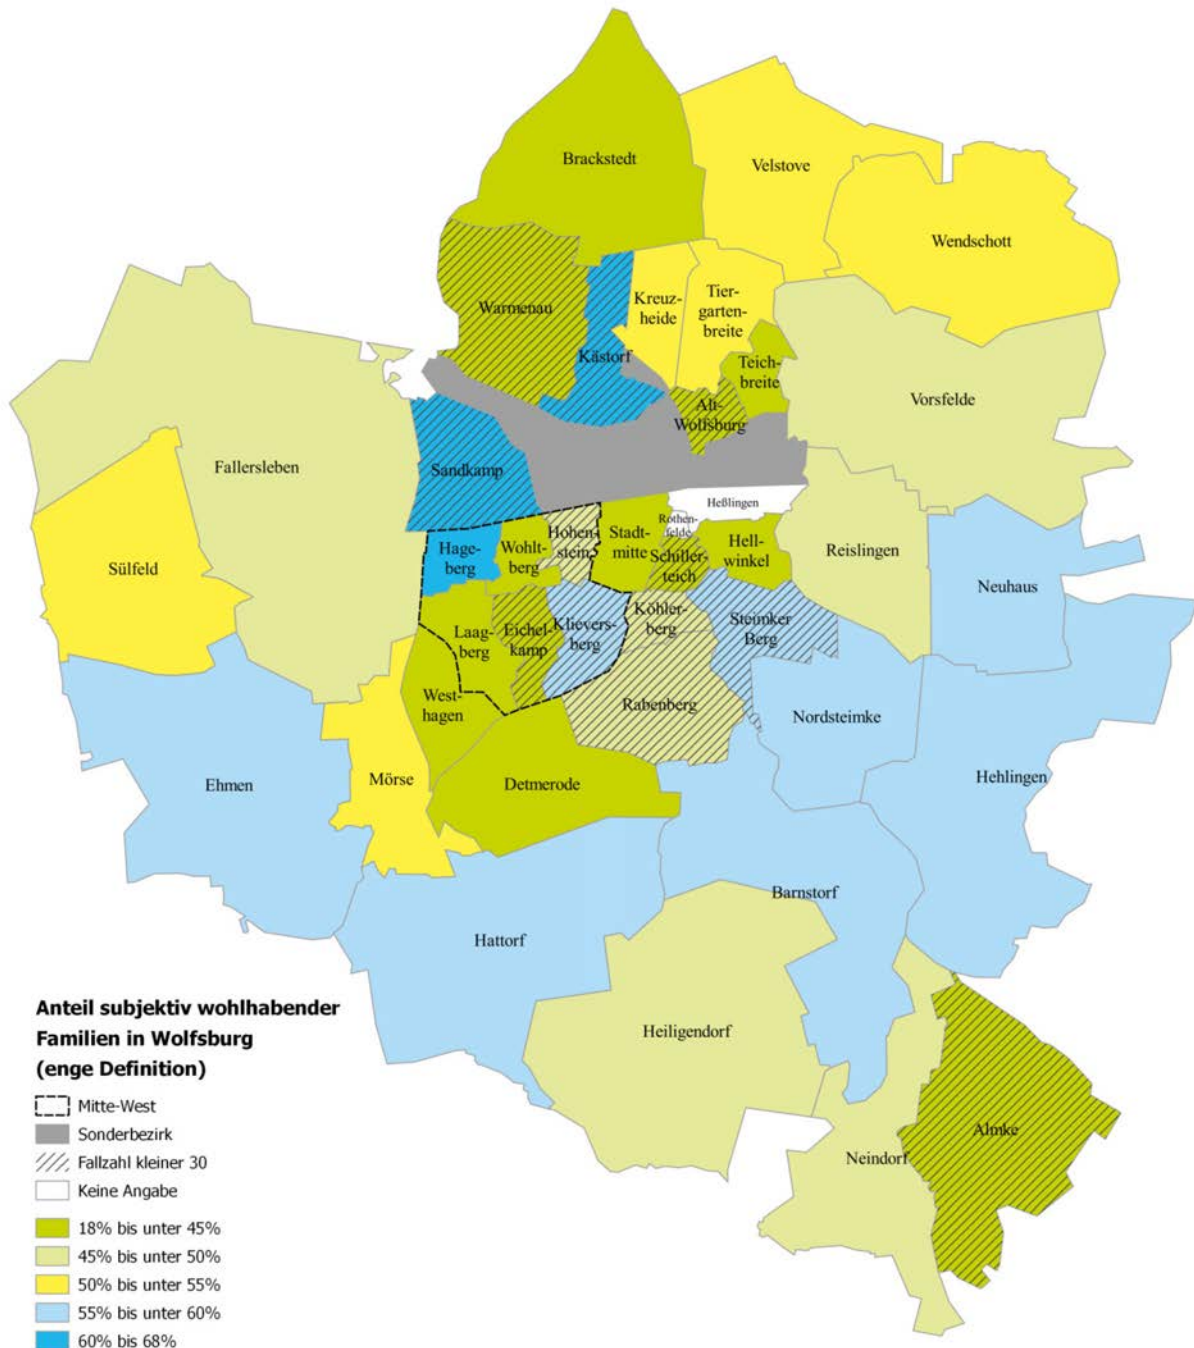 Brackstedt
Velstove
Wendschott
Warmenau
Kreuz-
heide
Tier-
garten-
breite
Kästorf
Teich-
breite
Alt-
Wolfsburg
Vorsfelde
Fallersleben
Sandkamp
Heßlingen
Rothen-
felde
Hohen-
stein
Stadt-
mitte
Hell-
winkel
Schiller-
teich
Reislingen
Sülfeld
Hage-
berg
Wohlt-
berg
Neuhaus
Laag-
berg
Eichel-
kamp
Klievers-
berg
Köhler-
berg
Steimker
Berg
West-
hagen
Rabenberg
Nordsteimke
Ehmen
Mörse
Detmerode
Hehlingen
Barnstorf
Hattorf
Heiligendorf
Almke
Neindorf
Anteil subjektiv wohlhabender
Familien in Wolfsburg
(enge Definition)
Mitte-West
Sonderbezirk
Fallzahl kleiner 30
Keine Angabe
18% bis unter 45%
45% bis unter 50%
50% bis unter 55%
55% bis unter 60%
60% bis 68%